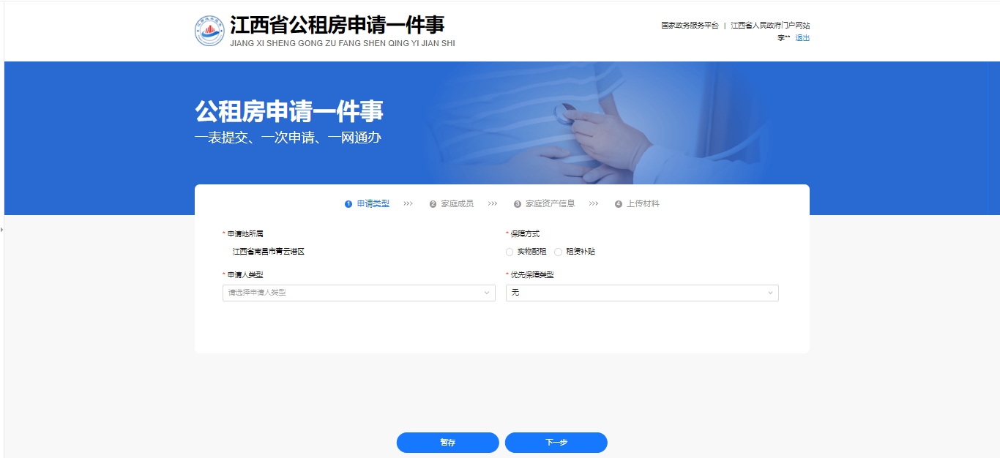 江西省公租房申请一件事
JIANG XI SHENG GONG ZU FANG SHEN QING YI JIAN SHI
国家政务服务平台 | 江西省人民政府门户网站
李** 退出
公租房申请一件事
一表提交、一次申请、一网通办
1 申请类型 >>> 2 家庭成员 >>> 3 家庭资产信息 >>> 4 上传材料
* 申请地所属
江西省南昌市青云谱区
* 保障方式
实物配租 租赁补贴
* 申请人类型
请选择申请人类型
* 优先保障类型
无
暂存
下一步